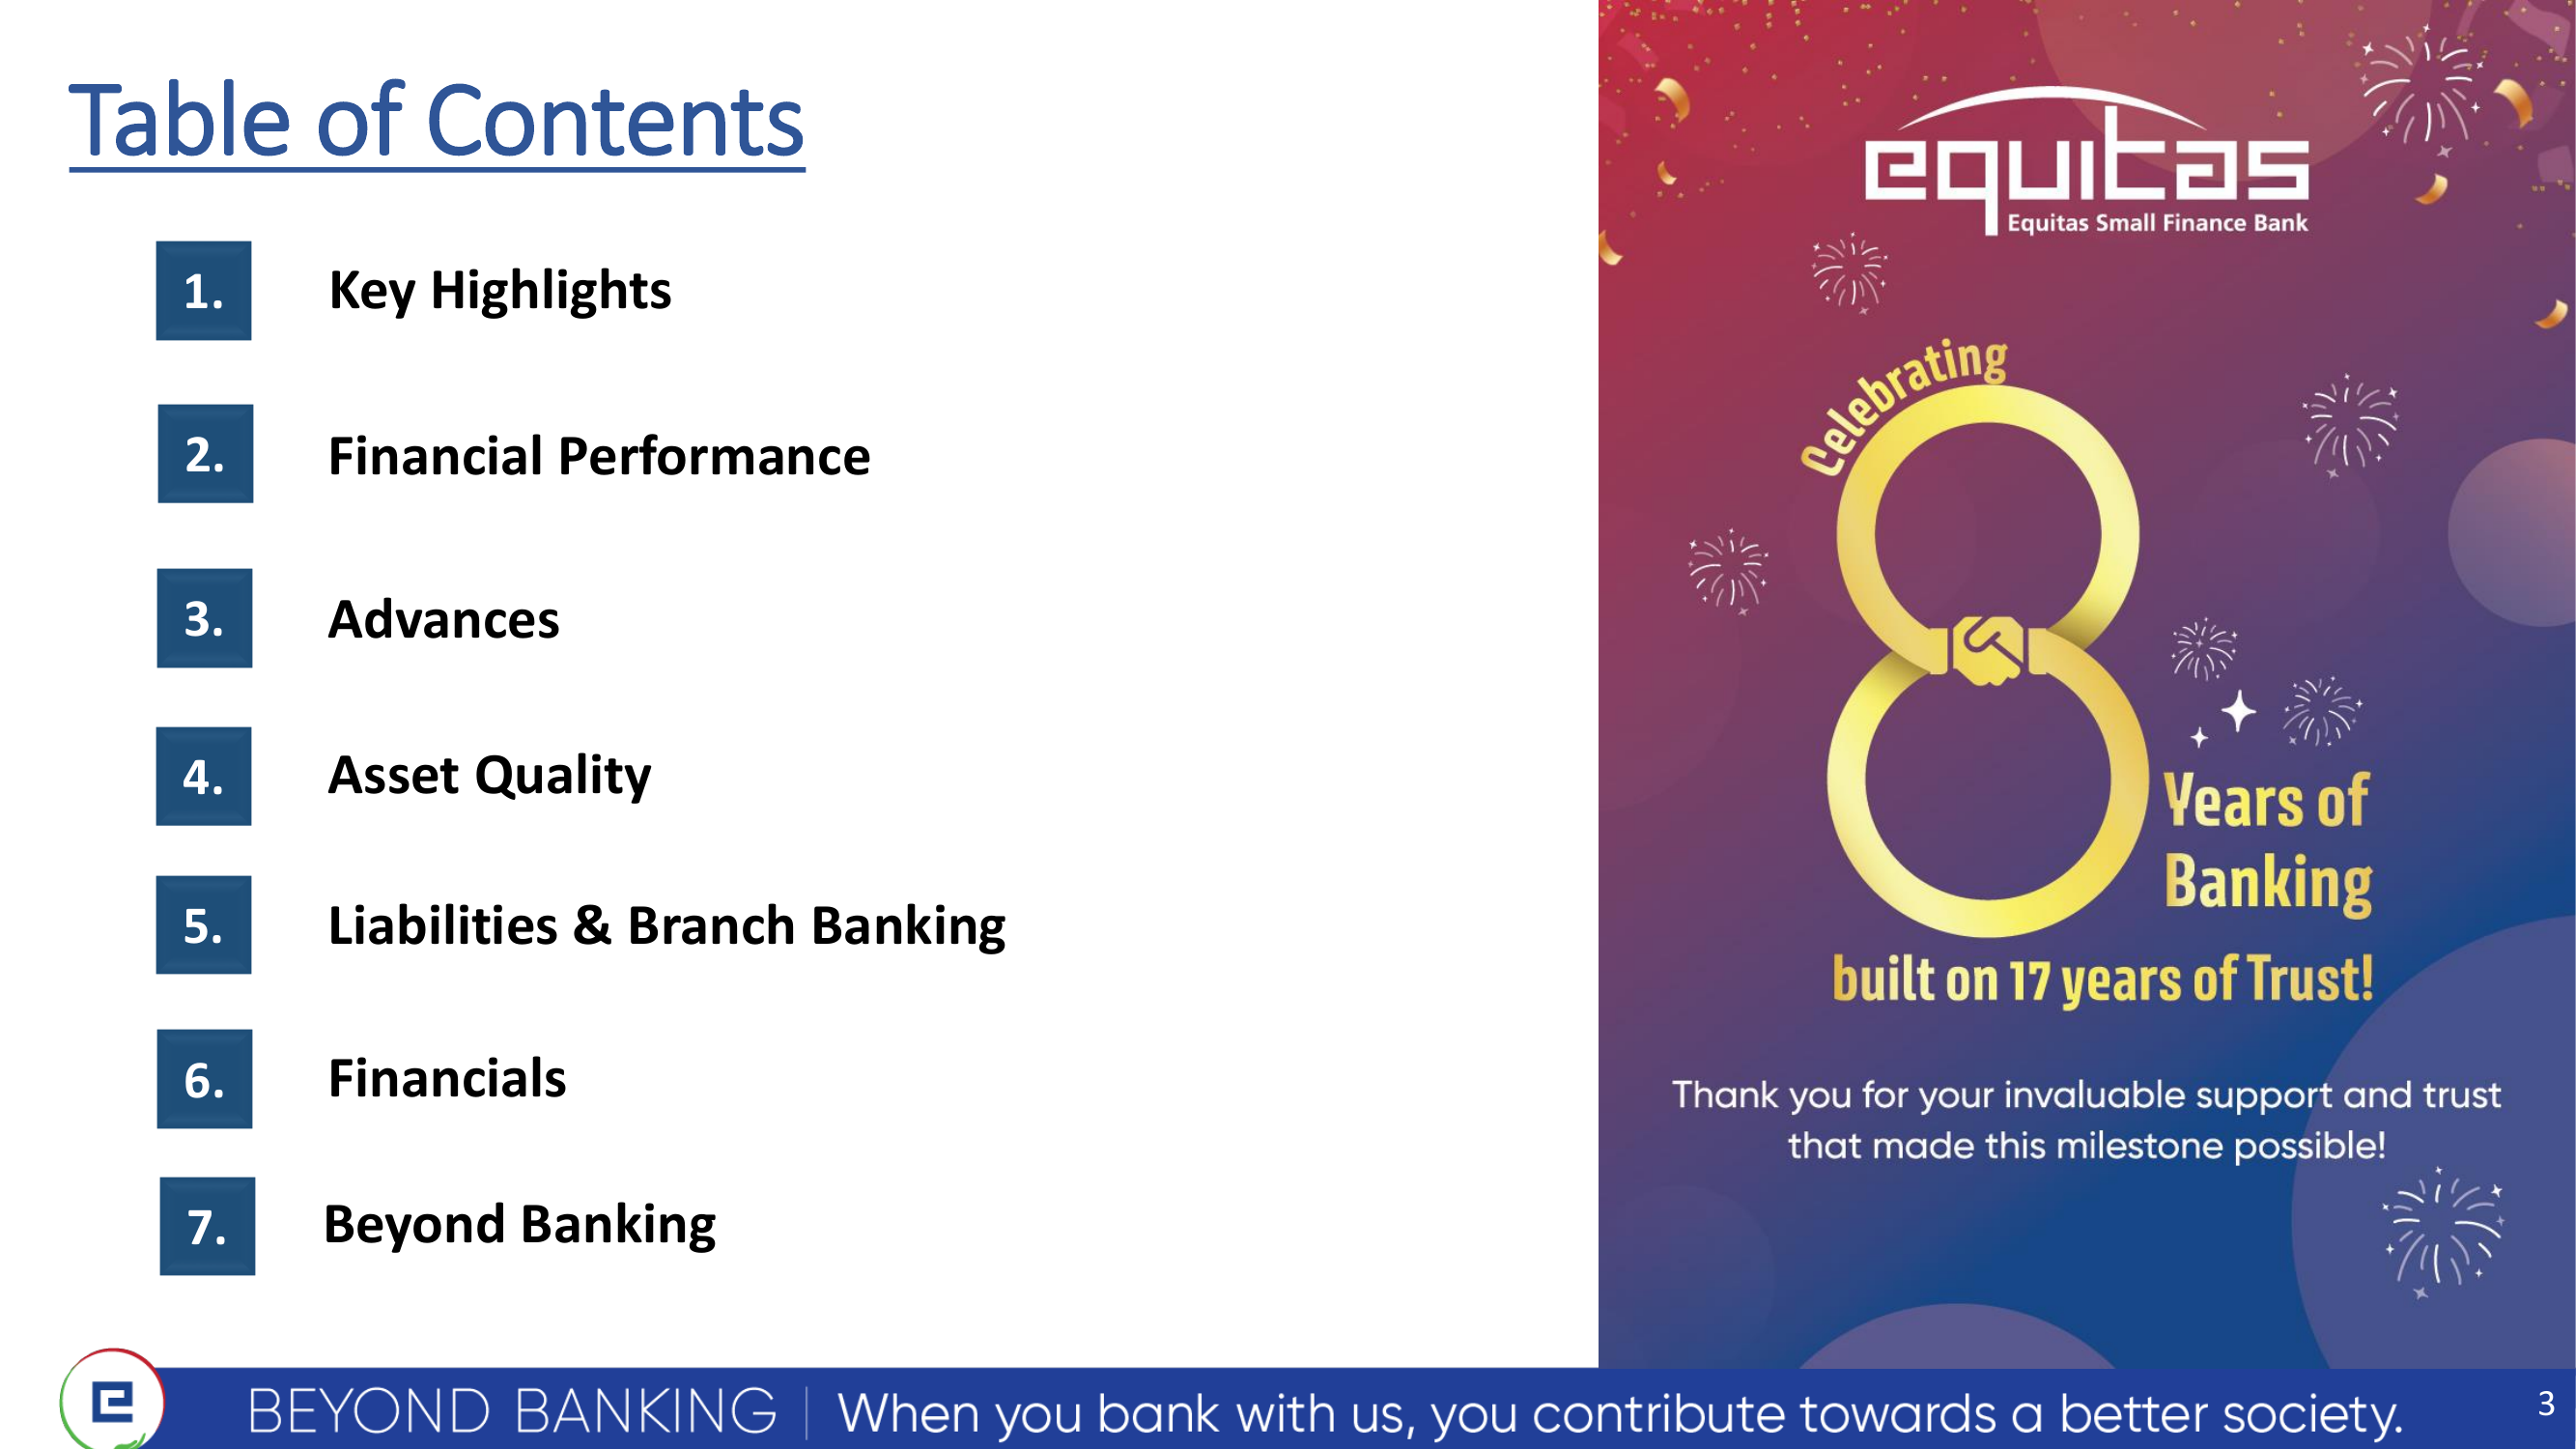 Table of Contents
1. Key Highlights
2. Financial Performance
3. Advances
4. Asset Quality
5. Liabilities & Branch Banking
6. Financials
7. Beyond Banking
equitas
Equitas Small Finance Bank
Celebrating
8
Years of
Banking
built on 17 years of Trust!
Thank you for your invaluable support and trust
that made this milestone possible!
e BEYOND BANKING | When you bank with us, you contribute towards a better society.
3